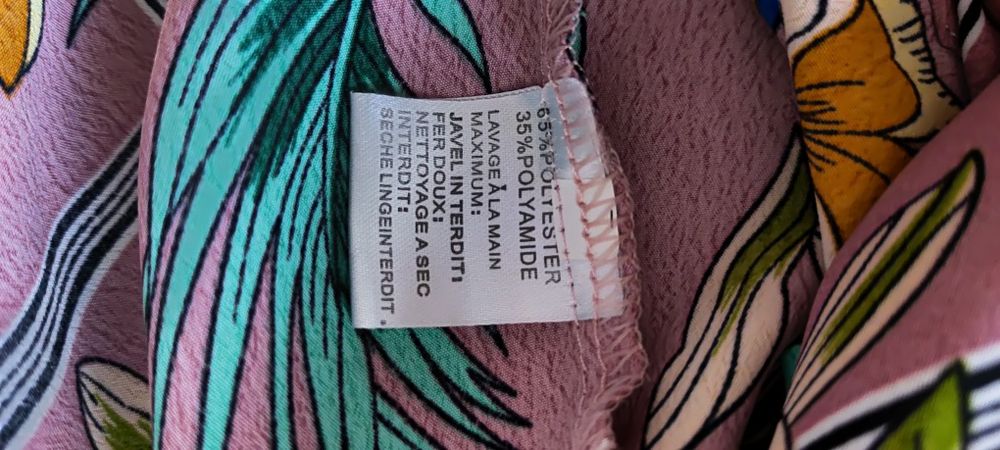 65%POLYESTER
35%POLYAMIDE
LAVAGE À LA MAIN
MAXIMUM:
JAVEL INTERDIT:
FER DOUX:
NETTOYAGE A SEC
INTERDIT:
SECHE LINGE INTERDIT .